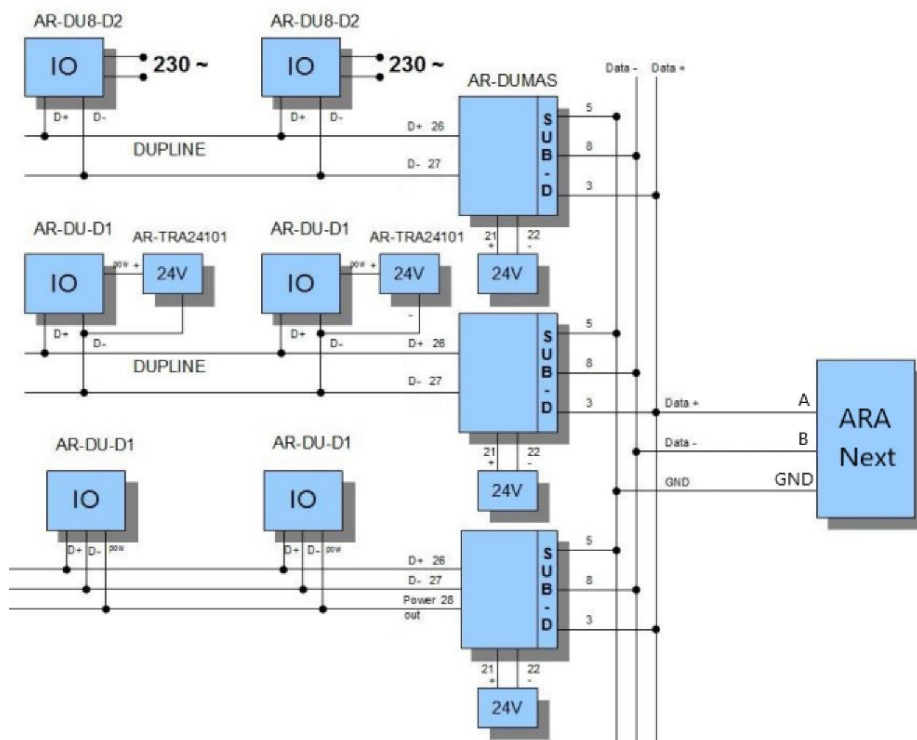 AR-DU8-D2
AR-DU8-D2
IO
230 ~
IO
230 ~
AR-DUMAS
Data -
Data +
D+
D-
D+
D-
D+ 26
SUB-D
5
DUPLINE
8
D- 27
3
AR-DU-D1
AR-TRA24101
AR-DU-D1
AR-TRA24101
21
22
+
-
IO
pow +
24V
IO
pow +
24V
24V
-
D+
D-
D+
D-
D+ 26
SUB-D
5
DUPLINE
8
D- 27
3
Data +
A
ARA
Next
Data -
B
GND
GND
21
22
+
-
24V
AR-DU-D1
AR-DU-D1
IO
IO
D+
D-
pow
D+
D-
pow
D+ 26
SUB-D
5
D- 27
8
Power 28
out
3
21
22
+
-
24V